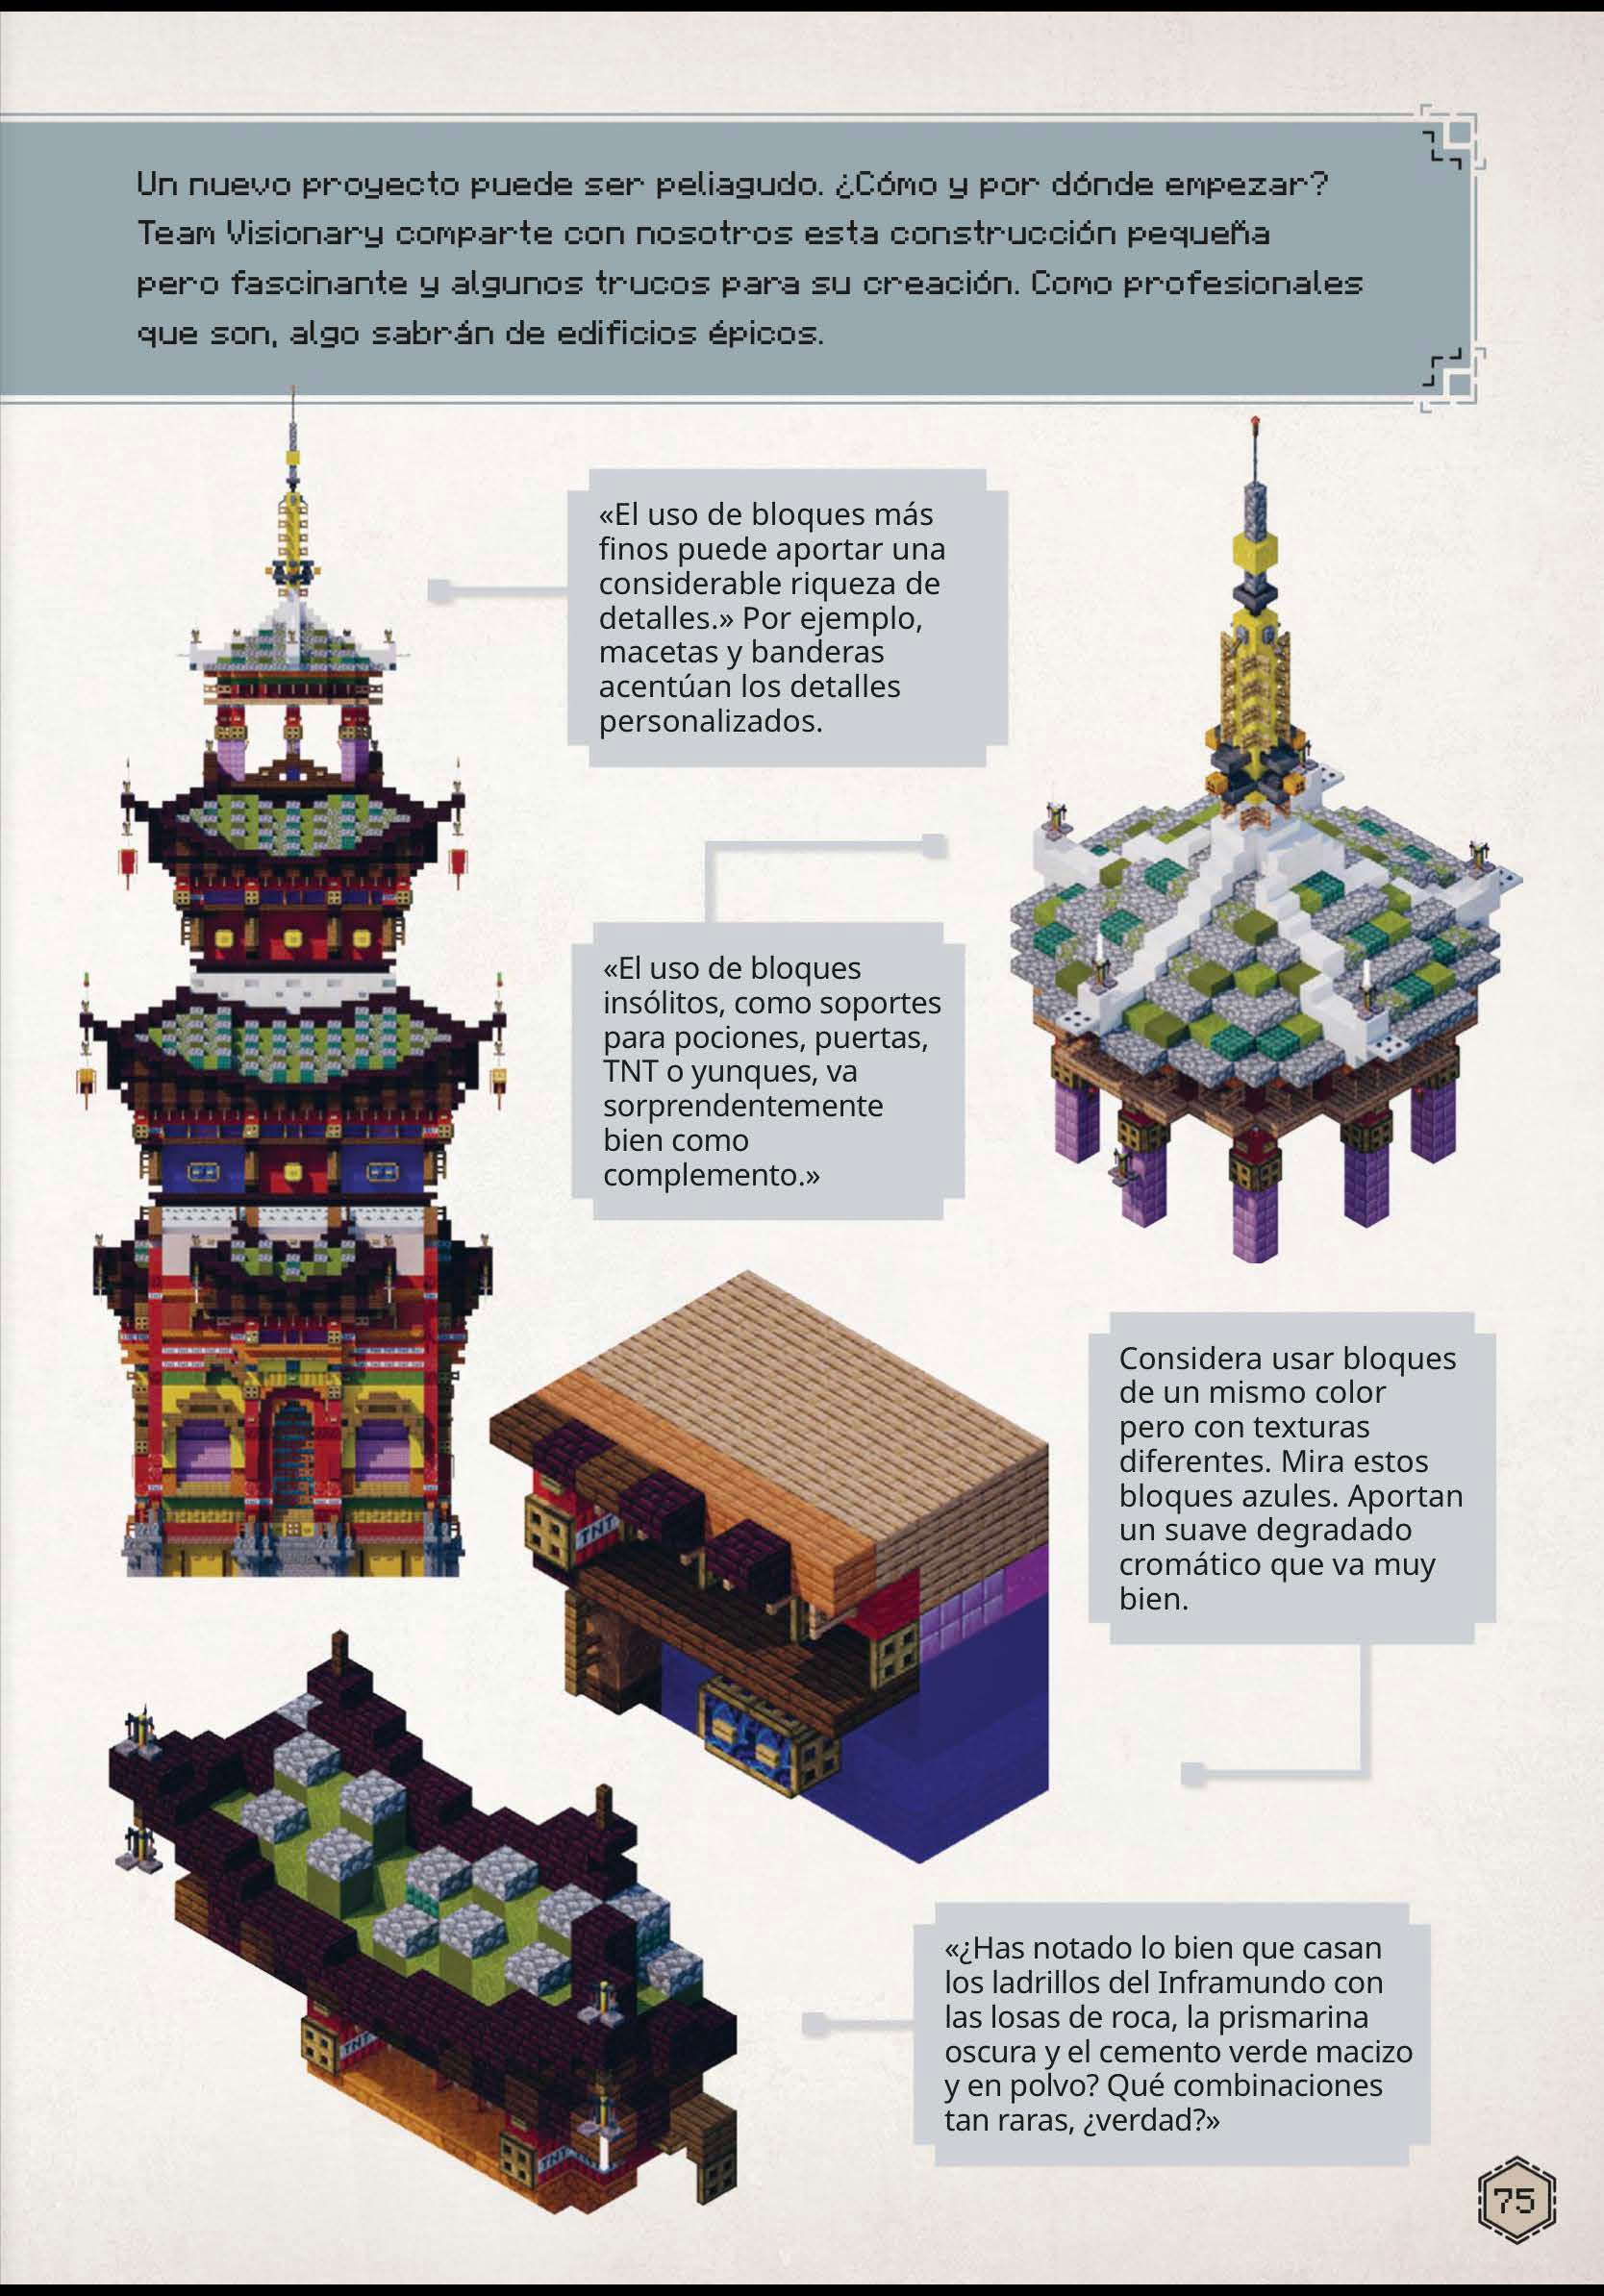 Un nuevo proyecto puede ser peliagudo. ¿Cómo y por dónde empezar?
Team Visionary comparte con nosotros esta construcción pequeña
pero fascinante y algunos trucos para su creación. Como profesionales
que son, algo sabrán de edificios épicos.
«El uso de bloques más
finos puede aportar una
considerable riqueza de
detalles.» Por ejemplo,
macetas y banderas
acentúan los detalles
personalizados.
«El uso de bloques
insólitos, como soportes
para pociones, puertas,
TNT o yunques, va
sorprendentemente
bien como
complemento.»
Considera usar bloques
de un mismo color
pero con texturas
diferentes. Mira estos
bloques azules. Aportan
un suave degradado
cromático que va muy
bien.
TNT
«¿Has notado lo bien que casan
los ladrillos del Inframundo con
las losas de roca, la prismarina
oscura y el cemento verde macizo
y en polvo? Qué combinaciones
tan raras, ¿verdad?»
TNT
TNT
75